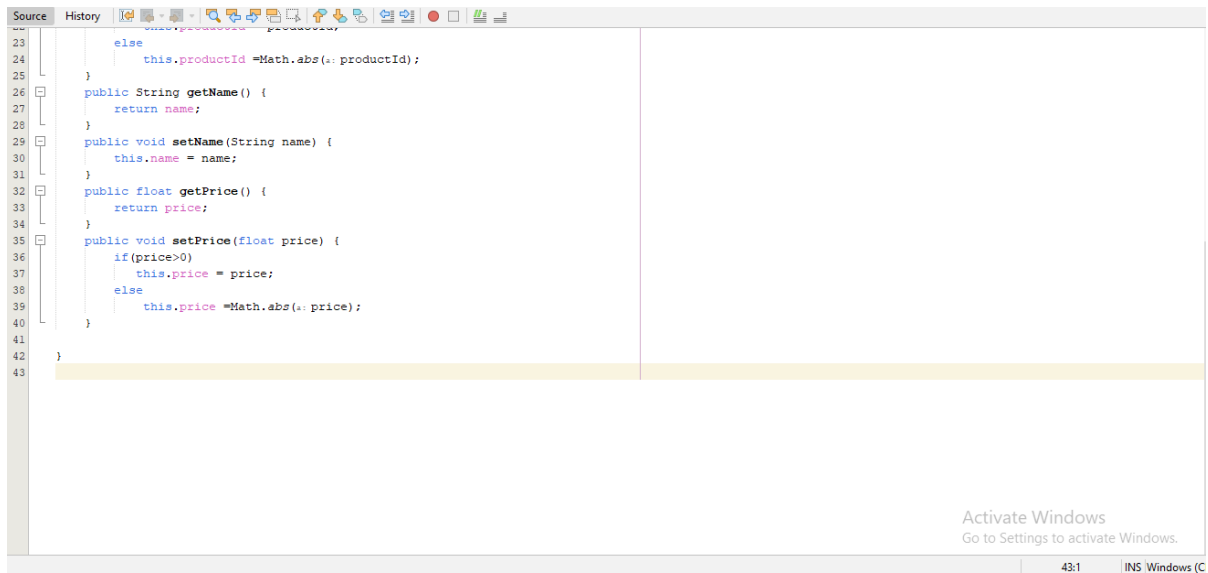 Source History
22 this.productId = productId;
23 else
24 this.productId =Math.abs(a: productId);
25 }
26 public String getName() {
27 return name;
28 }
29 public void setName(String name) {
30 this.name = name;
31 }
32 public float getPrice() {
33 return price;
34 }
35 public void setPrice(float price) {
36 if(price>0)
37 this.price = price;
38 else
39 this.price =Math.abs(a: price);
40 }
41
42 }
43
Activate Windows
Go to Settings to activate Windows.
43:1 INS Windows (C